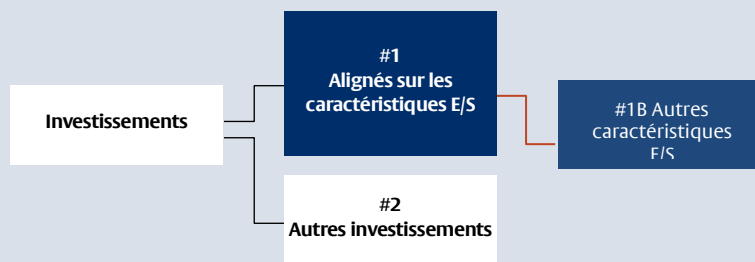 Investissements
#1
Alignés sur les
caractéristiques E/S
#1B Autres
caractéristiques
E/S
#2
Autres investissements